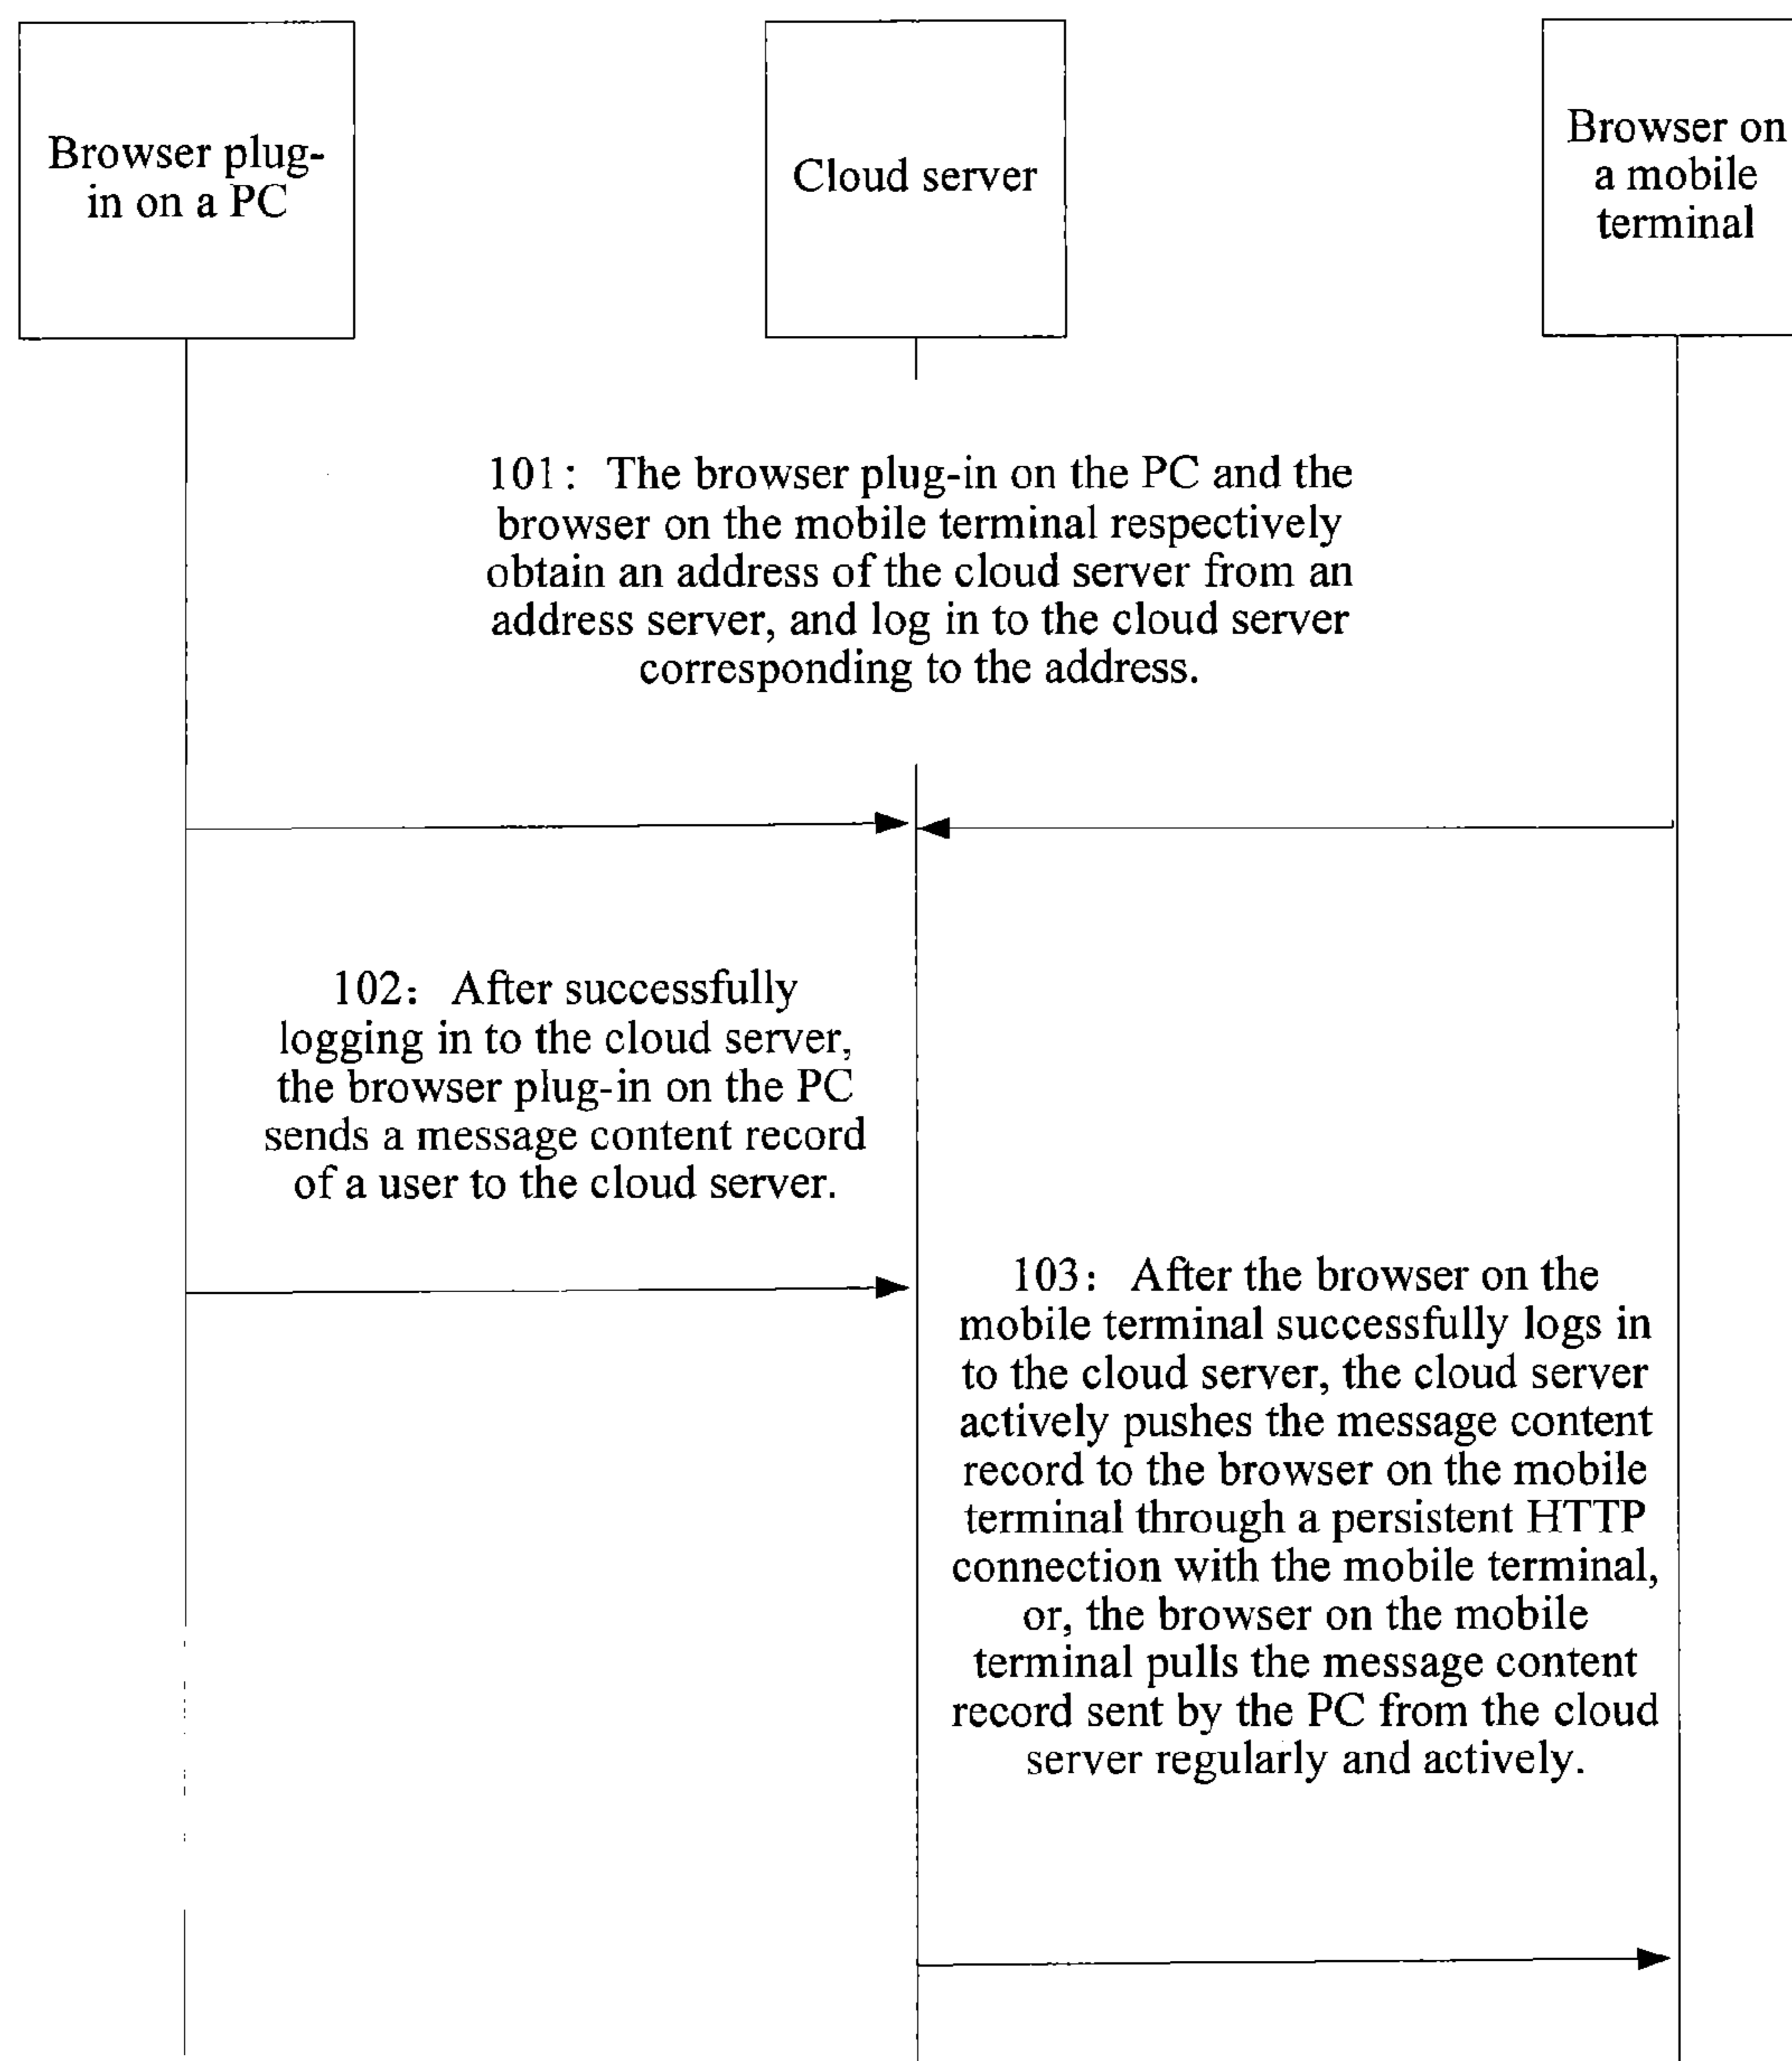 Browser plug-
in on a PC
Cloud server
Browser on
a mobile
terminal
101: The browser plug-in on the PC and the
browser on the mobile terminal respectively
obtain an address of the cloud server from an
address server, and log in to the cloud server
corresponding to the address.
102: After successfully
logging in to the cloud server,
the browser plug-in on the PC
sends a message content record
of a user to the cloud server.
103: After the browser on the
mobile terminal successfully logs in
to the cloud server, the cloud server
actively pushes the message content
record to the browser on the mobile
terminal through a persistent HTTP
connection with the mobile terminal,
or, the browser on the mobile
terminal pulls the message content
record sent by the PC from the cloud
server regularly and actively.